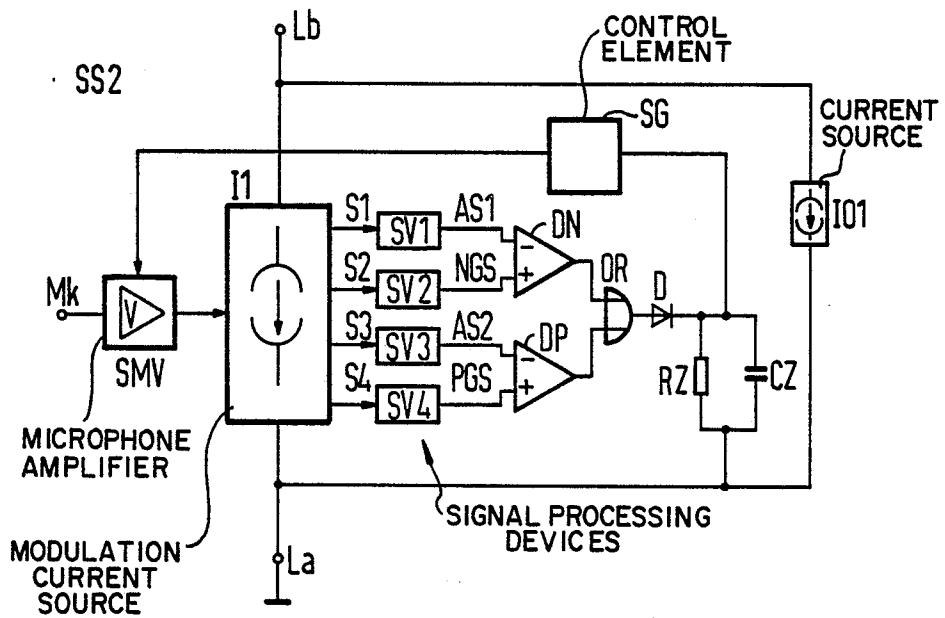 Lb
CONTROL
ELEMENT
SS2
SG
CURRENT
SOURCE
I1
S1
SV1
AS1
DN
I01
S2
SV2
NGS
OR
D
Mk
V
S3
SV3
AS2
DP
SMV
S4
SV4
PGS
RZ
CZ
MICROPHONE
AMPLIFIER
SIGNAL PROCESSING
DEVICES
MODULATION
CURRENT
SOURCE
La